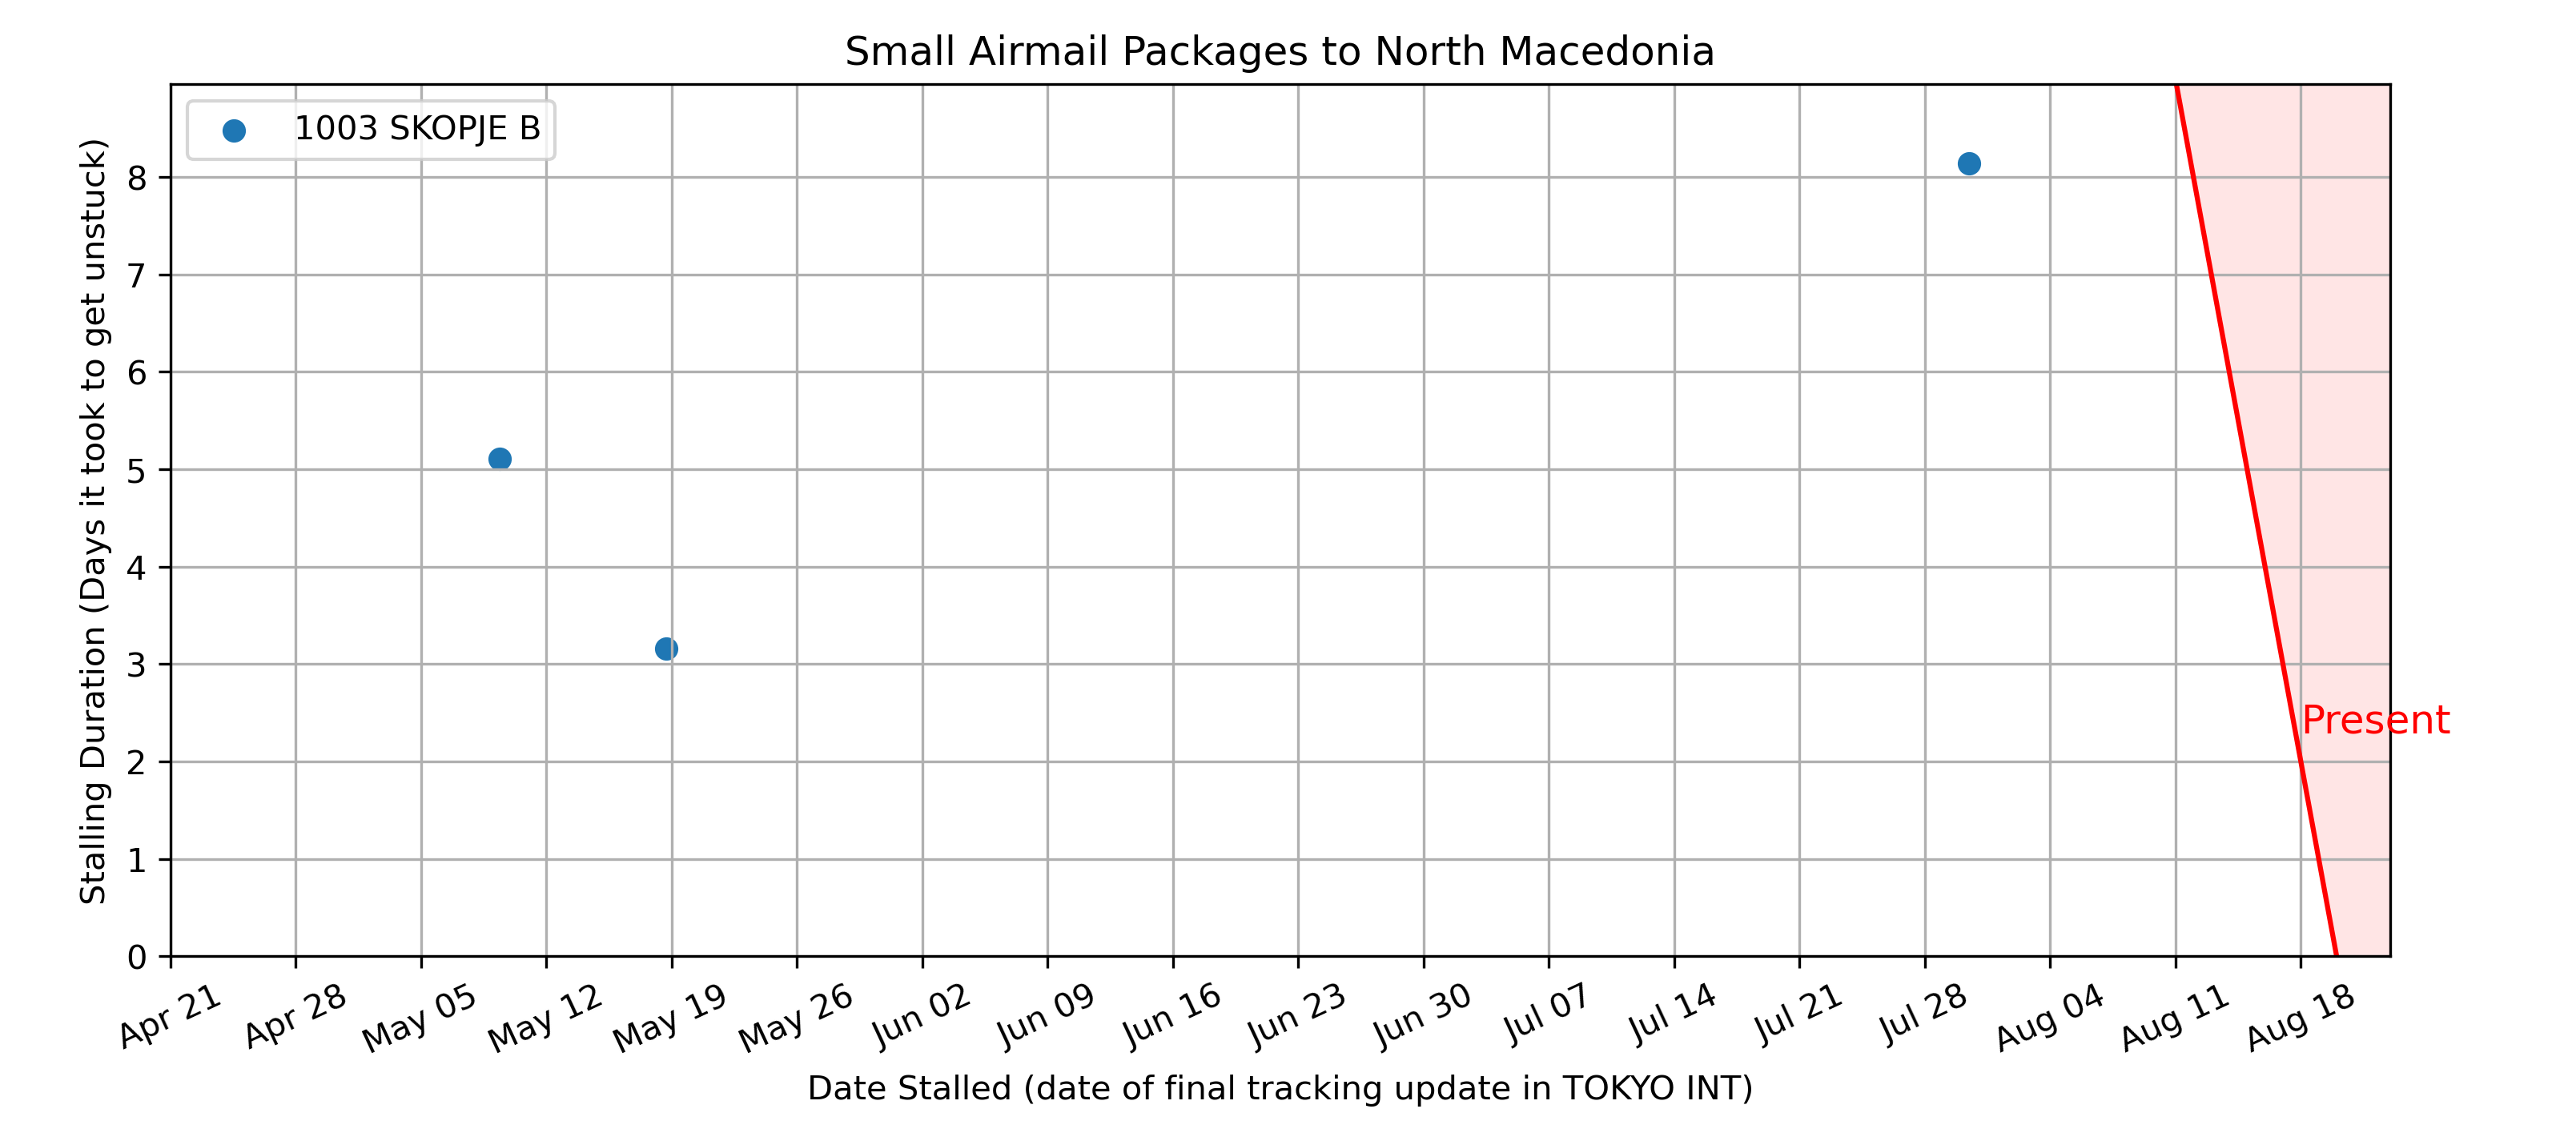 Small Airmail Packages to North Macedonia
1003 SKOPJE B
Stalling Duration (Days it took to get unstuck)
8
7
6
5
4
3
2
1
0
Present
Apr 21
Apr 28
May 05
May 12
May 19
May 26
Jun 02
Jun 09
Jun 16
Jun 23
Jun 30
Jul 07
Jul 14
Jul 21
Jul 28
Aug 04
Aug 11
Aug 18
Date Stalled (date of final tracking update in TOKYO INT)